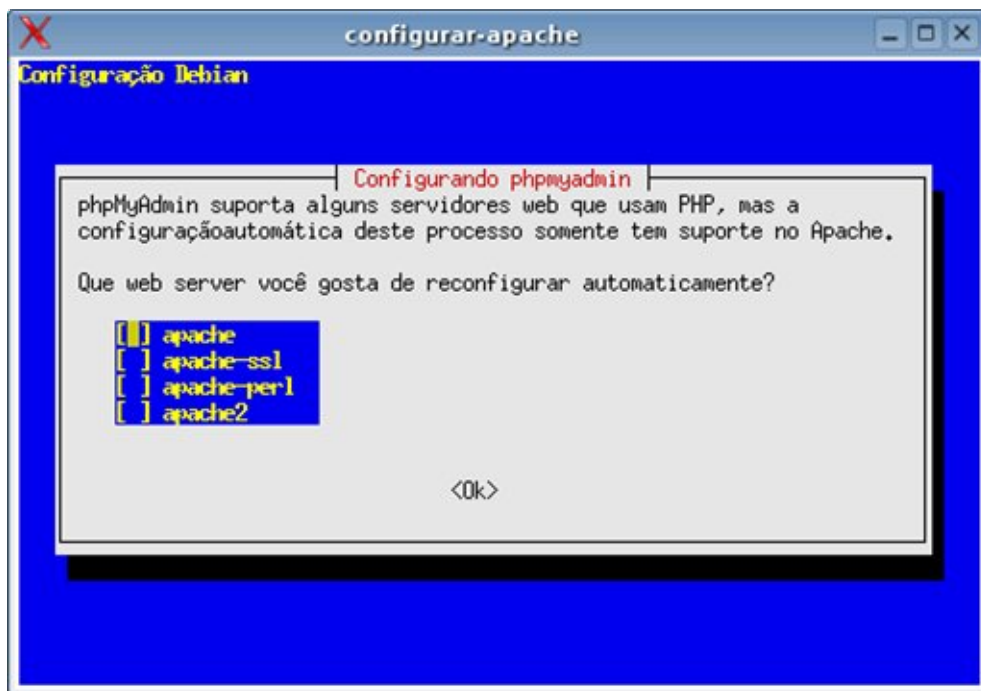 configurar-apache
Configuração Debian
Configurando phpmyadmin
phpMyAdmin suporta alguns servidores web que usam PHP, mas a
configuraçãoautomática deste processo somente tem suporte no Apache.
Que web server você gosta de reconfigurar automaticamente?
[ ] apache
[ ] apache-ssl
[ ] apache-perl
[ ] apache2
<Ok>